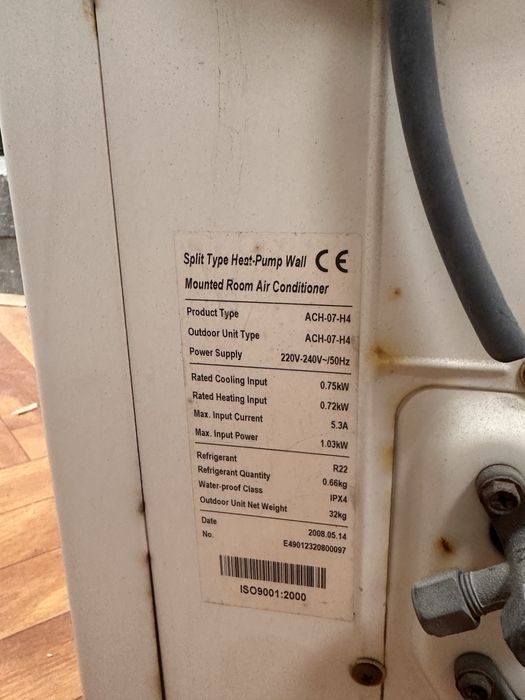 Split Type Heat-Pump Wall CE
Mounted Room Air Conditioner
Product Type ACH-07-H4
Outdoor Unit Type ACH-07-H4
Power Supply 220V-240V~/50Hz
Rated Cooling Input 0.75kW
Rated Heating Input 0.72kW
Max. Input Current 5.3A
Max. Input Power 1.03kW
Refrigerant R22
Refrigerant Quantity 0.66kg
Water-proof Class IPX4
Outdoor Unit Net Weight 32kg
Date 2008.05.14
No. E49012320800097
ISO9001:2000